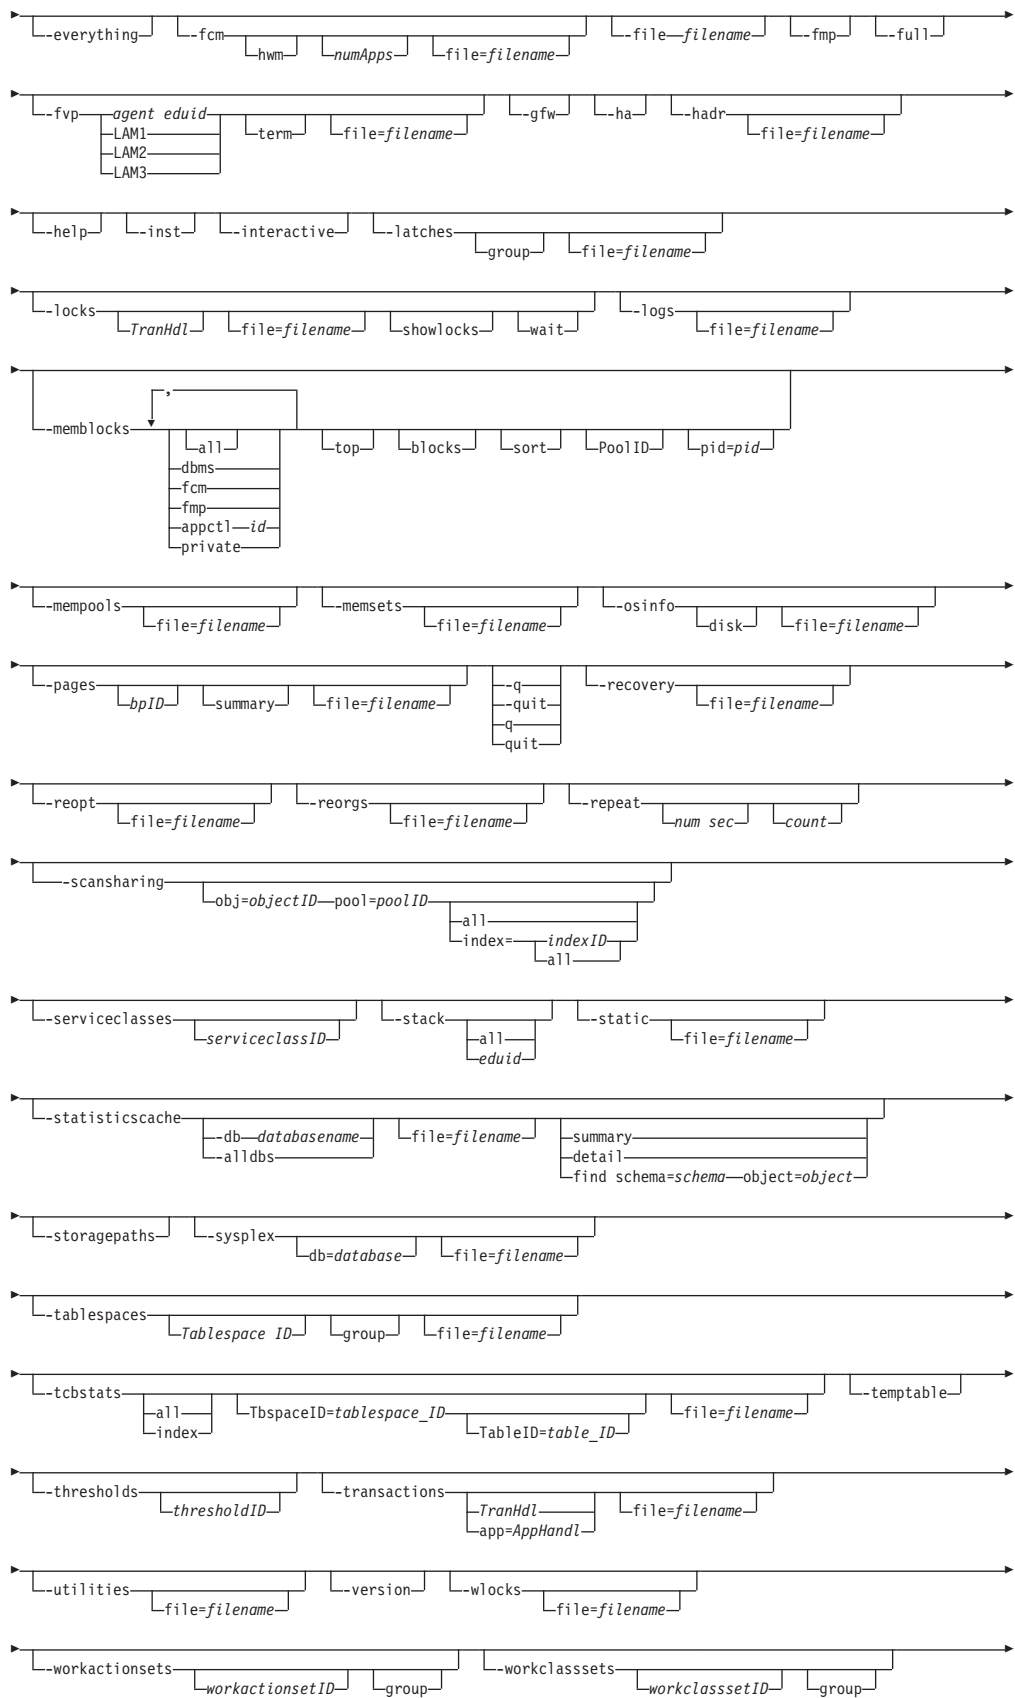 -everything -fcm -file filename -fmp -full
hwm numApps file=filename
-fvp agent eduid -gfw -ha -hadr
LAM1 term file=filename file=filename
LAM2
LAM3
-help -inst -interactive -latches
group file=filename
-locks -logs
TranHdl file=filename showlocks wait file=filename
,
-memblocks
all top blocks sort PoolID pid=pid
dbms
fcm
fmp
appctl id
private
-mempools -memsets -osinfo
file=filename file=filename disk file=filename
-pages -q -recovery
bpID summary file=filename -quit file=filename
q
quit
-reopt -reorgs -repeat
file=filename file=filename num sec count
-scansharing
obj=objectID pool=poolID
all
index= indexID
all
-serviceclasses -stack -static
serviceclassID all file=filename
eduid
-statisticscache
-db databasename file=filename summary
-alldbs detail
find schema=schema object=object
-storagepaths -sysplex
db=database file=filename
-tablespaces
Tablespace ID group file=filename
-tcbstats -temptable
all TbspaceID=tablespace_ID file=filename
index TableID=table_ID
-thresholds -transactions
thresholdID TranHdl file=filename
app=AppHandl
-utilities -version -wlocks
file=filename file=filename
-workactionsets -workclasssets
workactionsetID group workclasssetID group